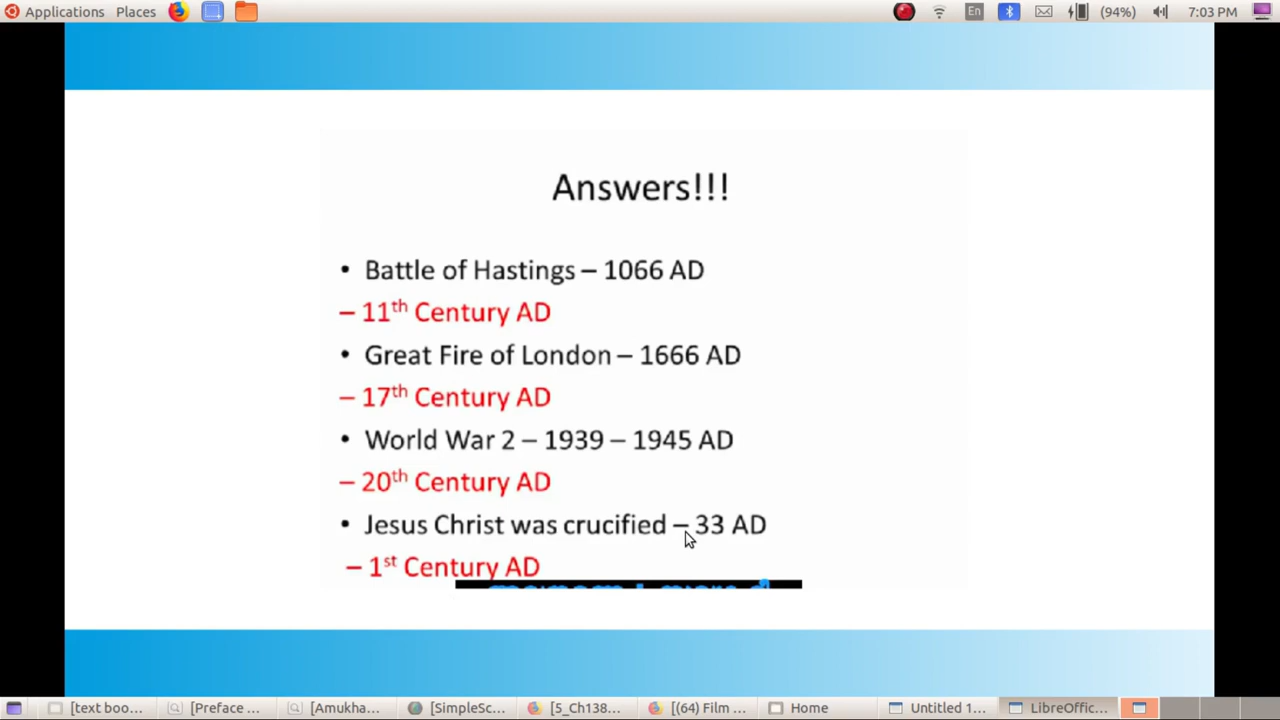 Applications Places En (94%) 7:03 PM
Answers!!!
• Battle of Hastings – 1066 AD
– 11th Century AD
• Great Fire of London – 1666 AD
– 17th Century AD
• World War 2 – 1939 – 1945 AD
– 20th Century AD
• Jesus Christ was crucified – 33 AD
– 1st Century AD
[text boo... [Preface ... [Amukha... [SimpleSc... [5_Ch138... [(64) Film ... Home Untitled 1... LibreOffic...